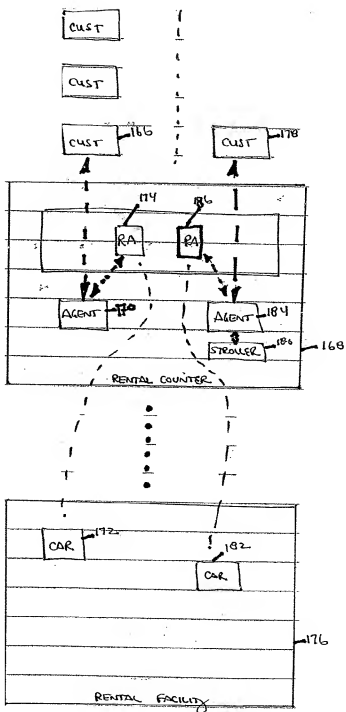 CUST
CUST
CUST 166
CUST 178
174
186
RA
RA
AGENT 170
AGENT 184
STROLLER 180
168
RENTAL COUNTER
CAR 172
182
CAR
176
RENTAL FACILITY